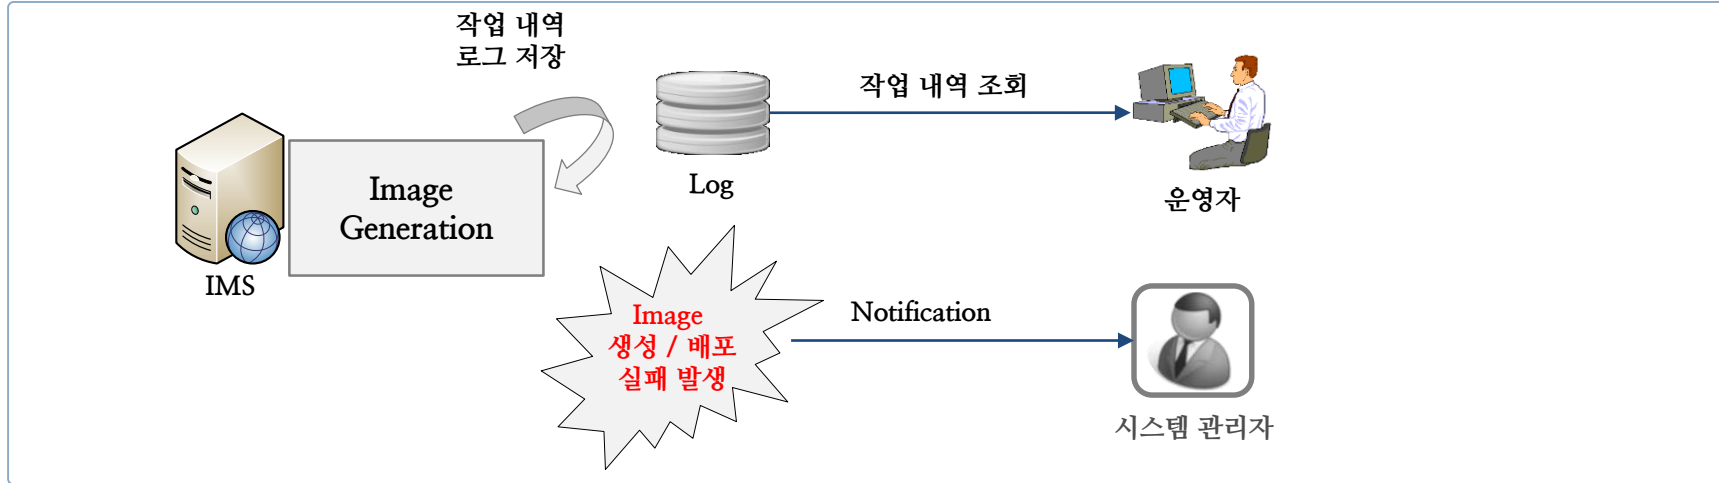 작업 내역
로그 저장
작업 내역 조회
Image
Generation
Log
운영자
IMS
Image
생성 / 배포
실패 발생
Notification
시스템 관리자